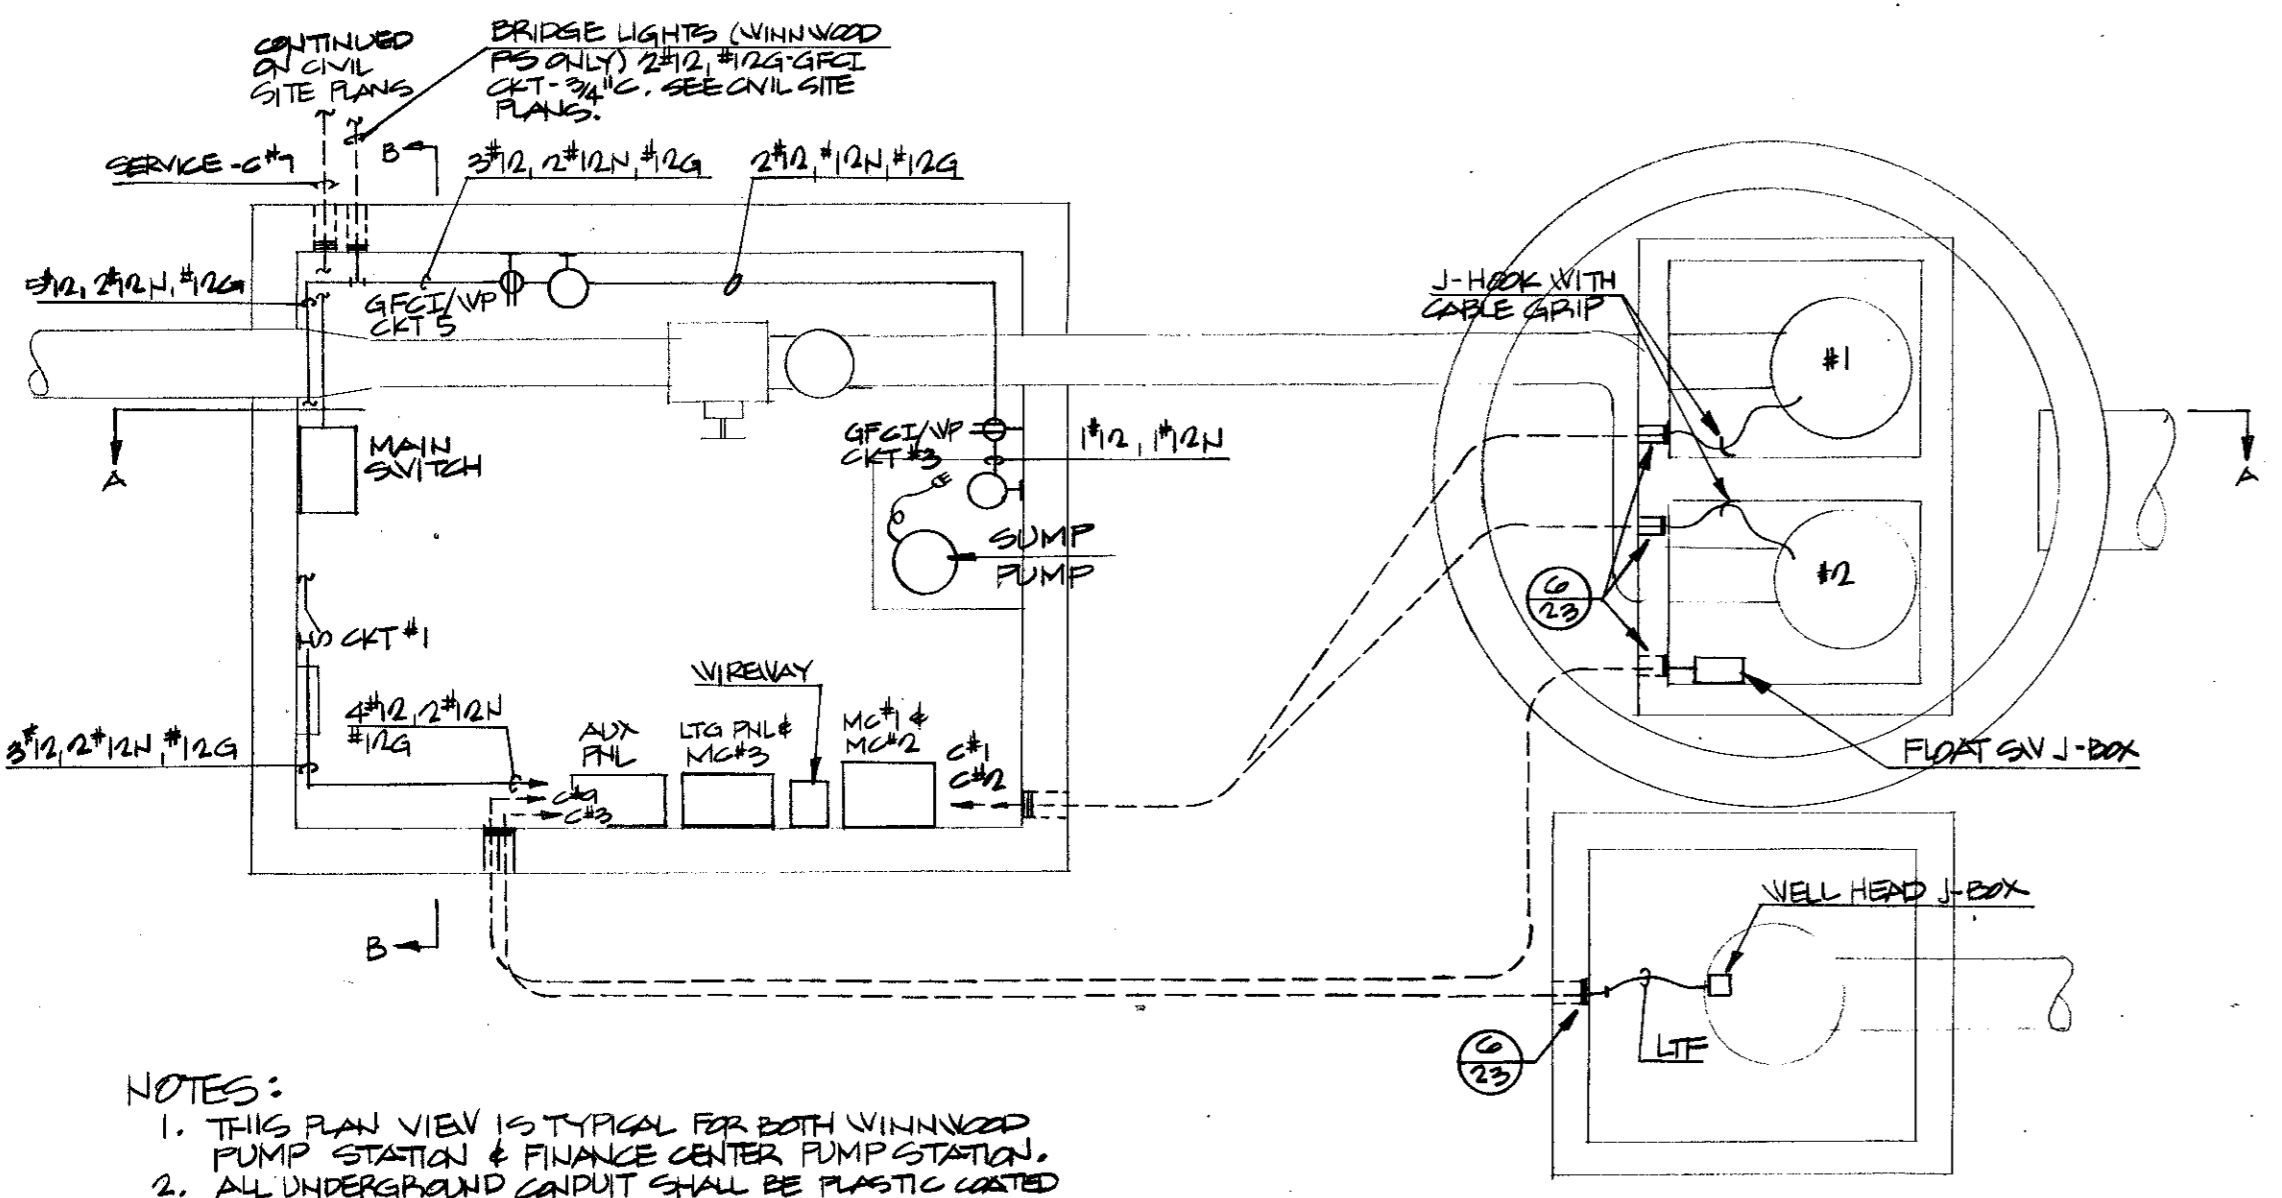 CONTINUED
ON CIVIL
SITE PLANS
BRIDGE LIGHTS (WINNWOOD
PS ONLY) 2#12, #12G-GFCI
CKT-3/4"C. SEE CIVIL SITE
PLANS.
SERVICE-C#9
B
3#12, 2#12N, #12G
2#12, #12N, #12G
5#12, 2#12N, #12G
GFCI/WP
CKT 5
J-HOOK WITH
CABLE GRIP
#1
A
MAIN
SWITCH
GFCI/WP
CKT #3
1#12, 1#12N
A
SUMP
PUMP
#2
6
23
S CKT #1
WIREWAY
3#12, 2#12N, #12G
4#12, 2#12N
#12G
AUX
PNL
LTG PNL &
MC#3
MC#1 &
MC#2
C#1
C#2
C#9
C#3
FLOAT SW J-BOX
B
WELL HEAD J-BOX
LTF
6
23
NOTES:
1. THIS PLAN VIEW IS TYPICAL FOR BOTH WINNWOOD
PUMP STATION & FINANCE CENTER PUMP STATION.
2. ALL UNDERGROUND CONDUIT SHALL BE PLASTIC COATED